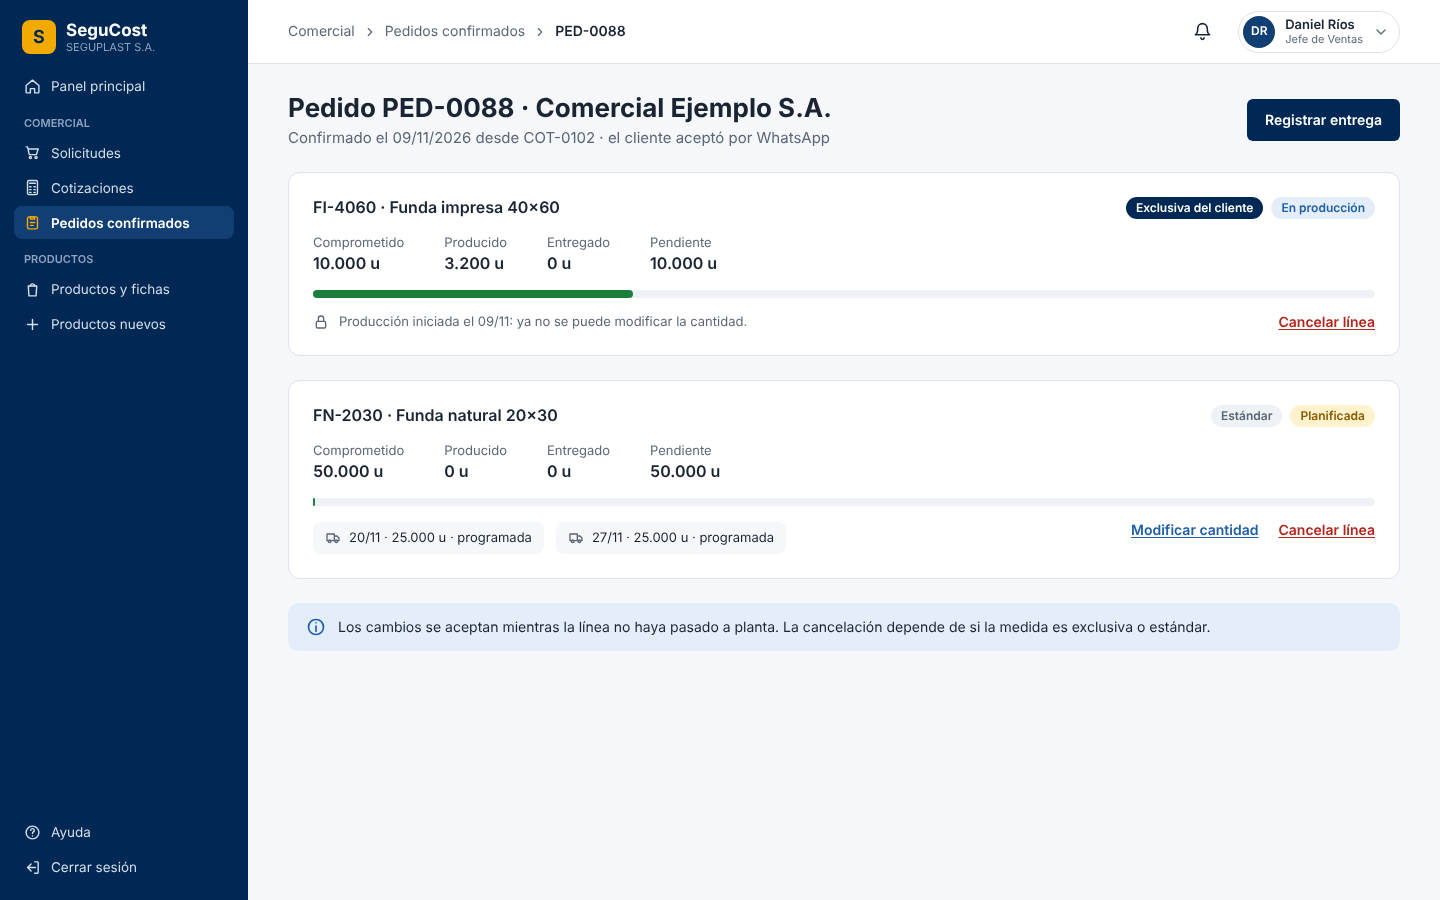 S
SeguCost
SEGUPLAST S.A.
Panel principal
COMERCIAL
Solicitudes
Cotizaciones
Pedidos confirmados
PRODUCTOS
Productos y fichas
Productos nuevos
Ayuda
Cerrar sesión
Comercial > Pedidos confirmados > PED-0088
DR
Daniel Ríos
Jefe de Ventas
Pedido PED-0088 · Comercial Ejemplo S.A.
Confirmado el 09/11/2026 desde COT-0102 · el cliente aceptó por WhatsApp
Registrar entrega
FI-4060 · Funda impresa 40×60
Exclusiva del cliente
En producción
Comprometido Producido Entregado Pendiente
10.000 u 3.200 u 0 u 10.000 u
Producción iniciada el 09/11: ya no se puede modificar la cantidad.
Cancelar línea
FN-2030 · Funda natural 20×30
Estándar
Planificada
Comprometido Producido Entregado Pendiente
50.000 u 0 u 0 u 50.000 u
20/11 · 25.000 u · programada
27/11 · 25.000 u · programada
Modificar cantidad
Cancelar línea
Los cambios se aceptan mientras la línea no haya pasado a planta. La cancelación depende de si la medida es exclusiva o estándar.